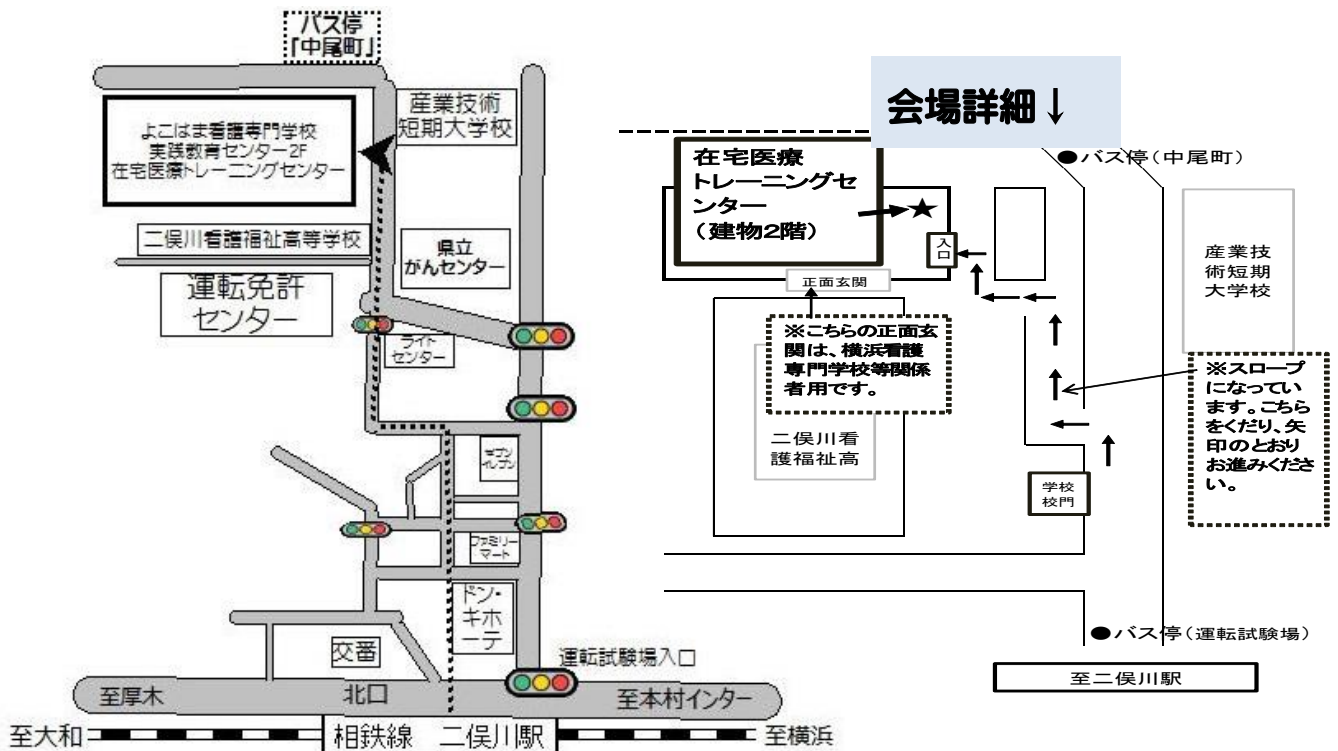 バス停
「中尾町」
よこはま看護専門学校
実践教育センター2F
在宅医療トレーニングセンター
産業技術
短期大学校
二俣川看護福祉高等学校
県立
がんセンター
運転免許
センター
ライト
センター
セブン
イレブン
ファミリー
マート
ドン・
キホ
ーテ
交番
運転試験場入口
至厚木
北口
至本村インター
至大和
相鉄線 二俣川駅
至横浜
会場詳細↓
●バス停(中尾町)
在宅医療
トレーニングセ
ンター
(建物2階)
★
入
口
正面玄関
産業技
術短期
大学校
※こちらの正面玄
関は、横浜看護
専門学校等関係
者用です。
※スロープ
になってい
ます。こちら
をくだり、矢
印のとおり
お進みくださ
い。
二俣川看
護福祉高
学校
校門
●バス停(運転試験場)
至二俣川駅